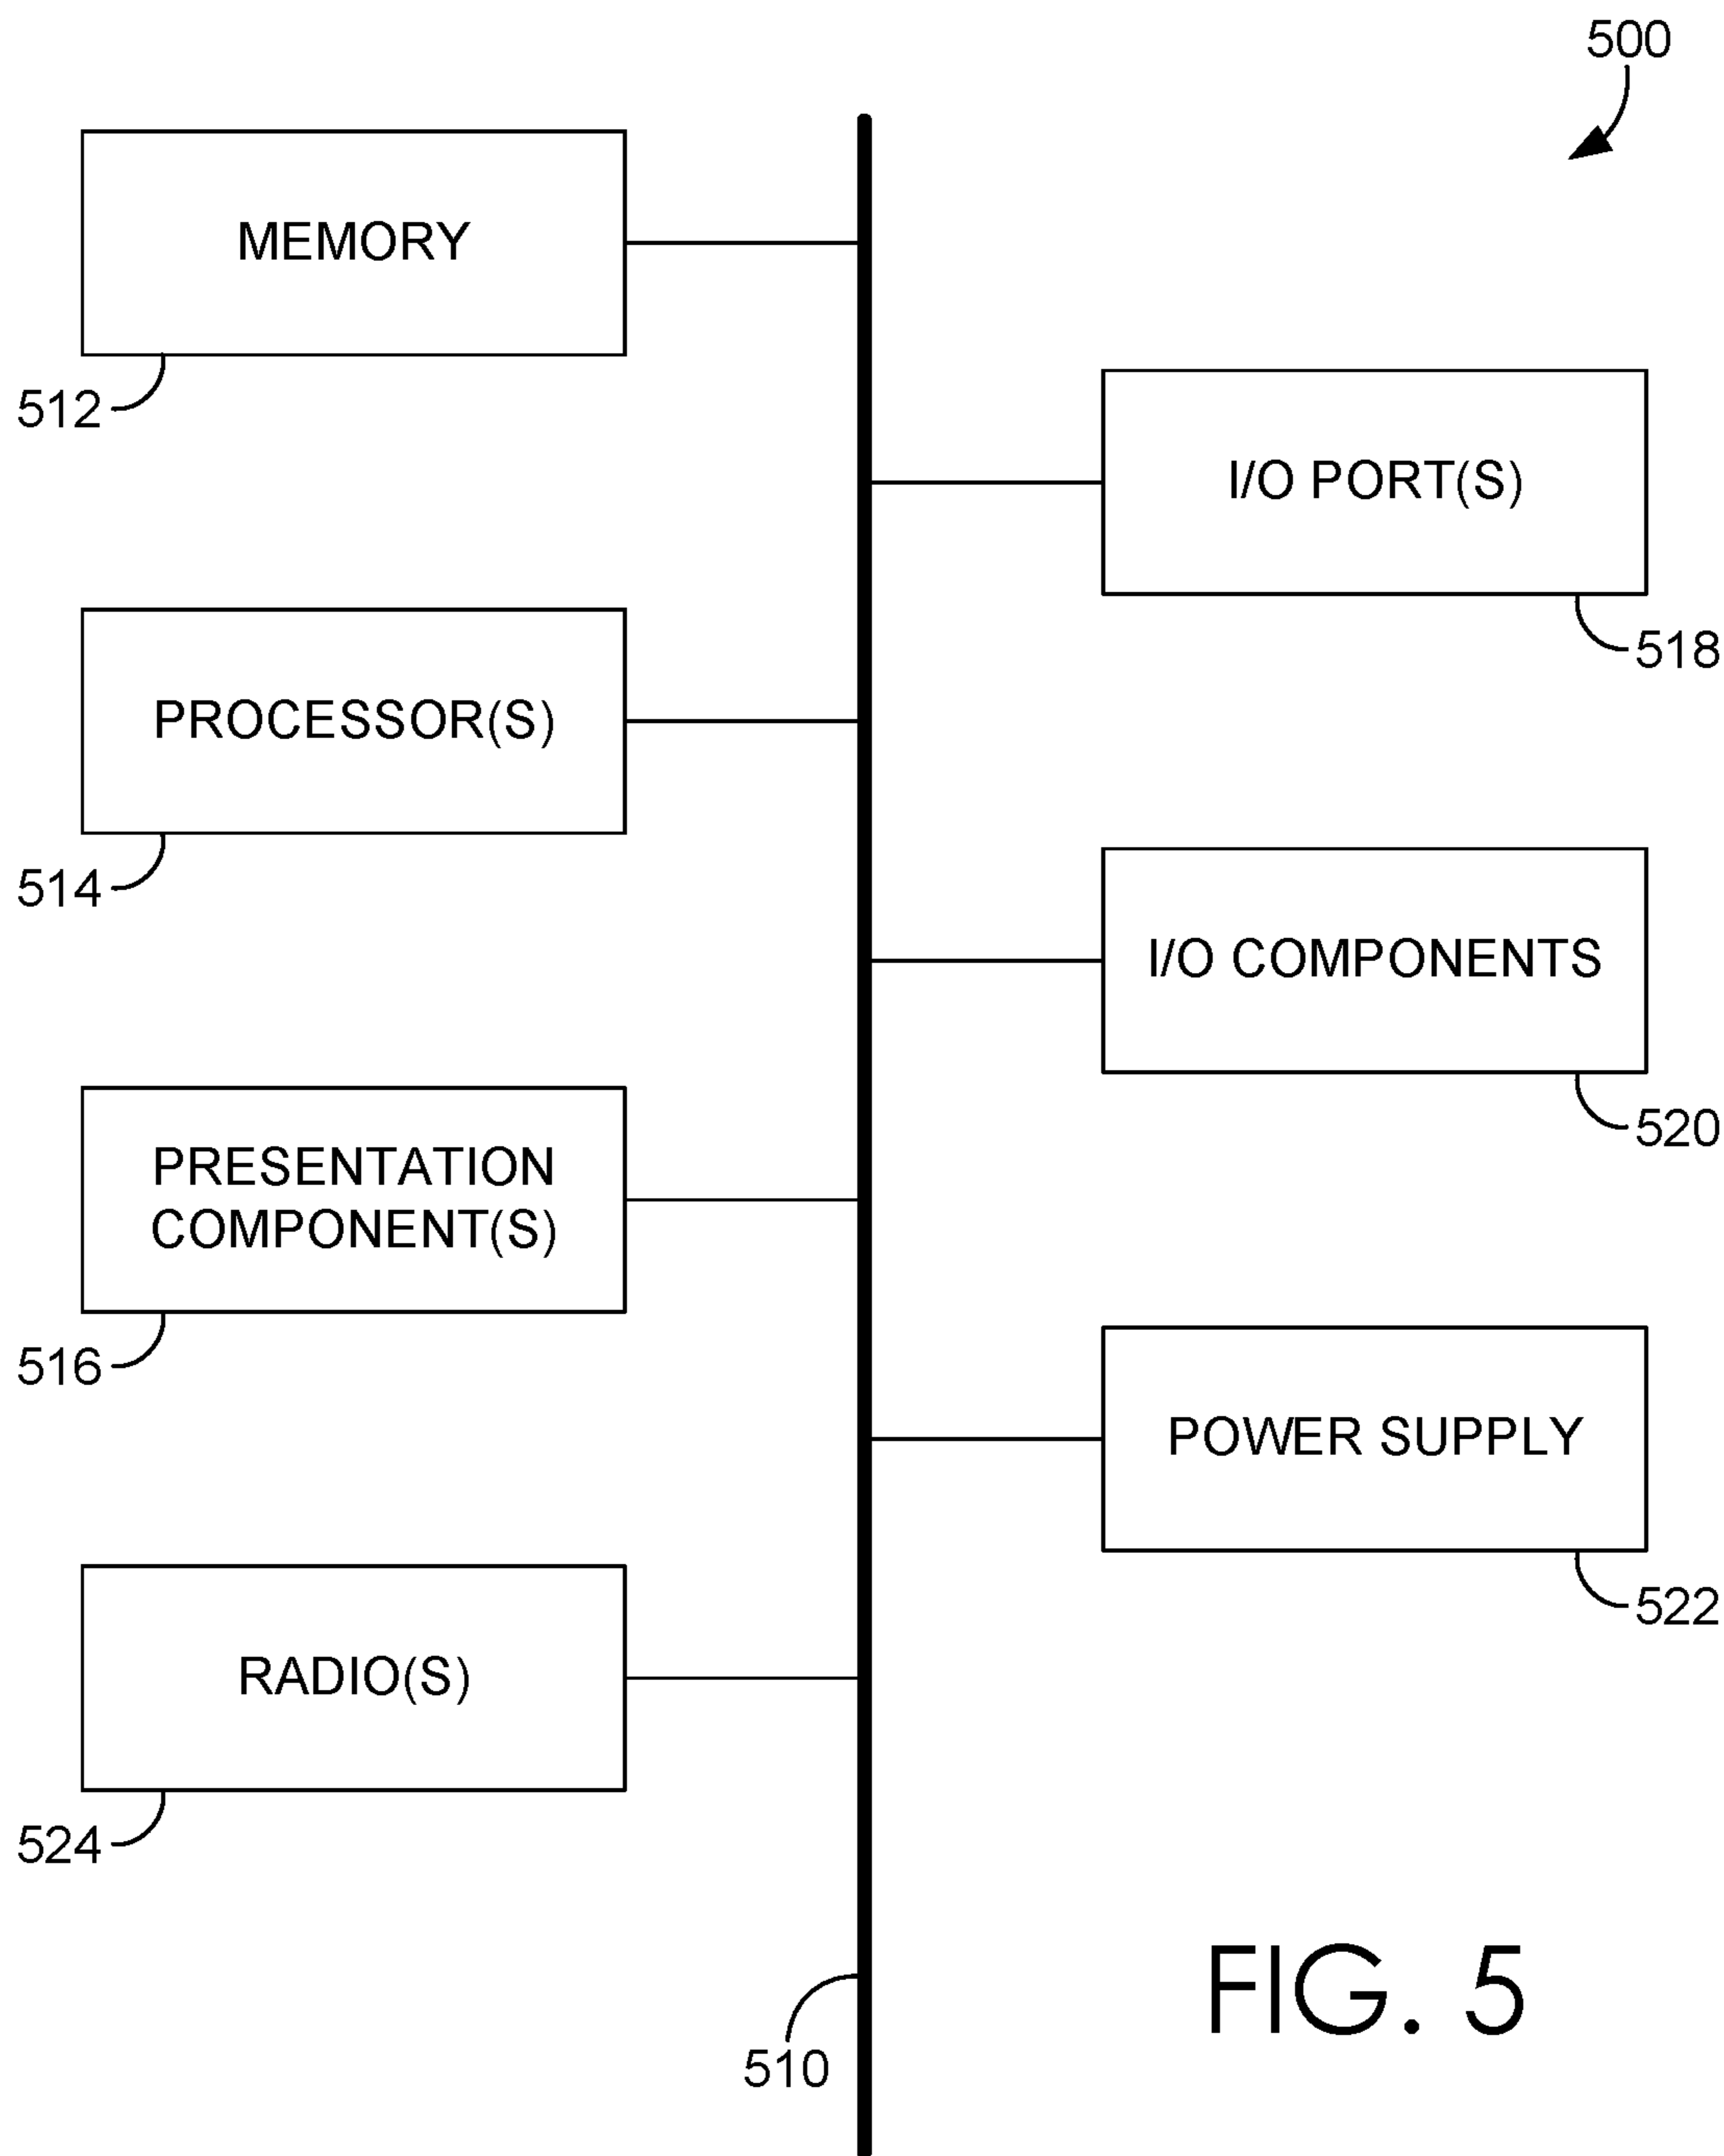 500
MEMORY
512
I/O PORT(S)
518
PROCESSOR(S)
514
I/O COMPONENTS
520
PRESENTATION
COMPONENT(S)
516
POWER SUPPLY
522
RADIO(S)
524
510
FIG. 5